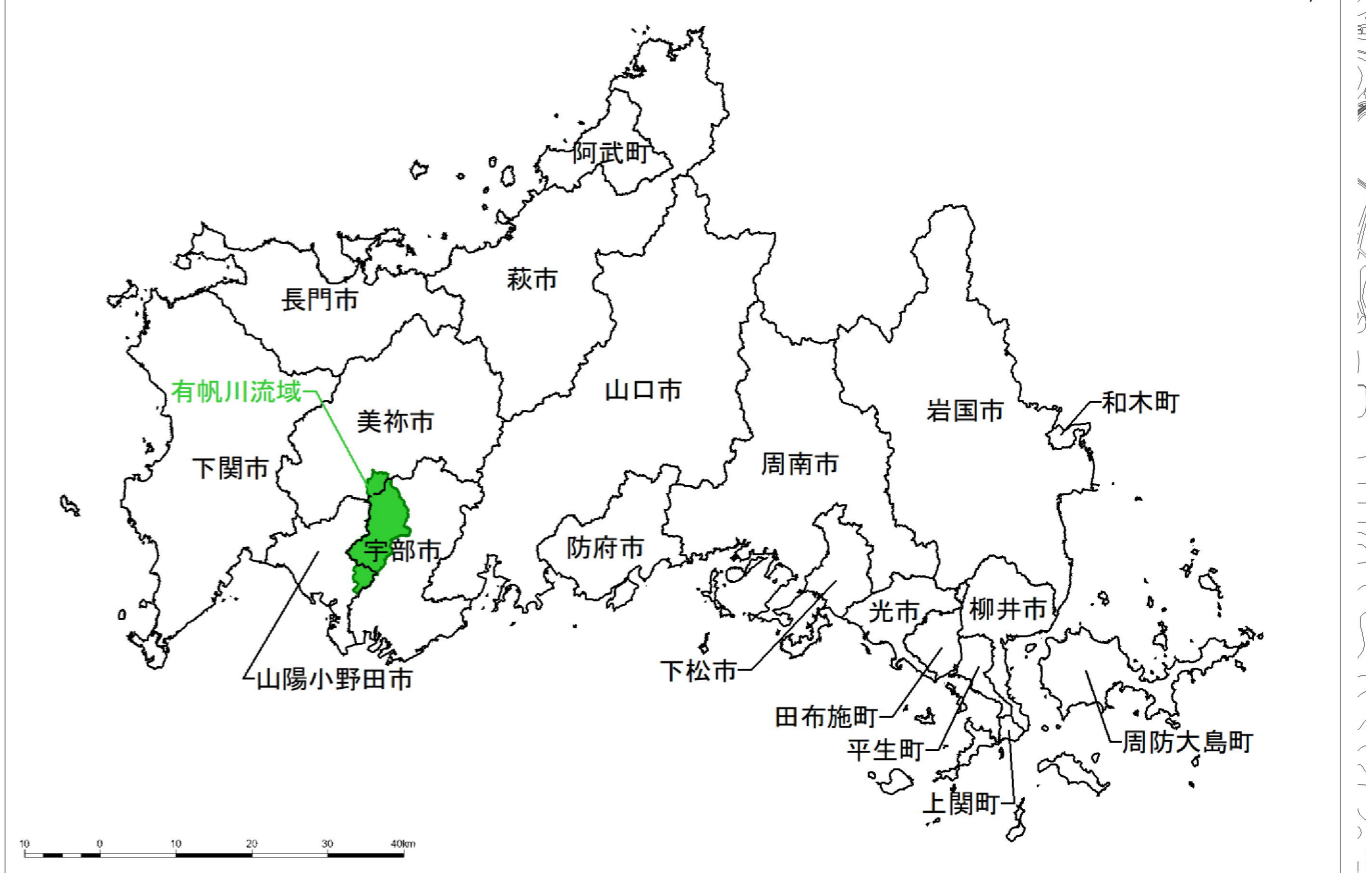 阿武町
萩市
長門市
有帆川流域
美祢市
山口市
岩国市
和木町
下関市
周南市
宇部市
防府市
光市
柳井市
山陽小野田市
下松市
田布施町
平生町
周防大島町
上関町
10 0 10 20 30 40km